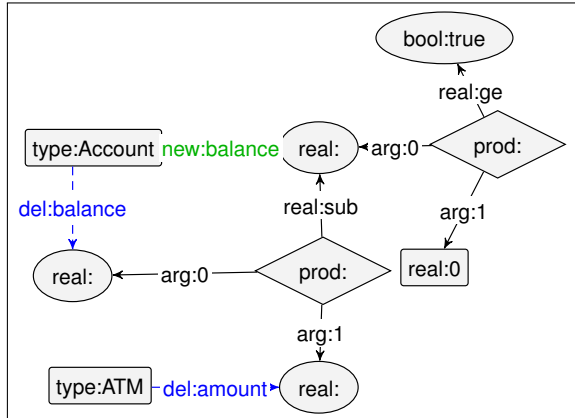 bool:true
real:ge
type:Account
new:balance
real:
arg:0
prod:
del:balance
real:sub
arg:1
real:
arg:0
prod:
real:0
arg:1
type:ATM
del:amount
real: